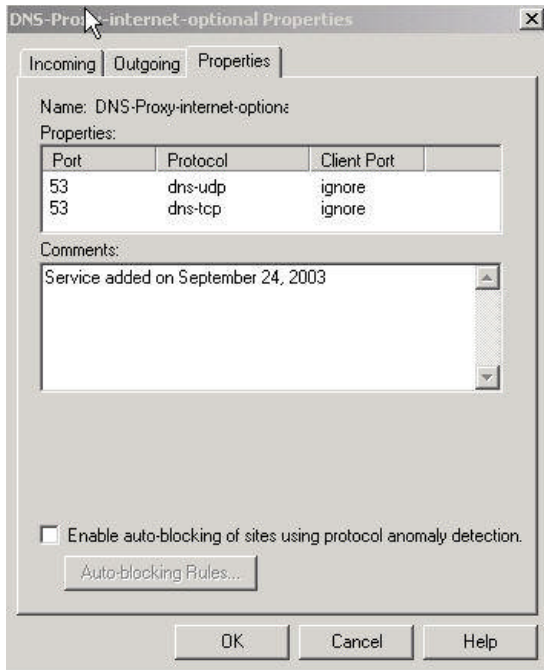 DNS-Proxy-internet-optional Properties
Incoming Outgoing Properties
Name: DNS-Proxy-internet-optiona
Properties:
Port Protocol Client Port
53 dns-udp ignore
53 dns-tcp ignore
Comments:
Service added on September 24, 2003
Enable auto-blocking of sites using protocol anomaly detection.
Auto-blocking Rules...
OK Cancel Help